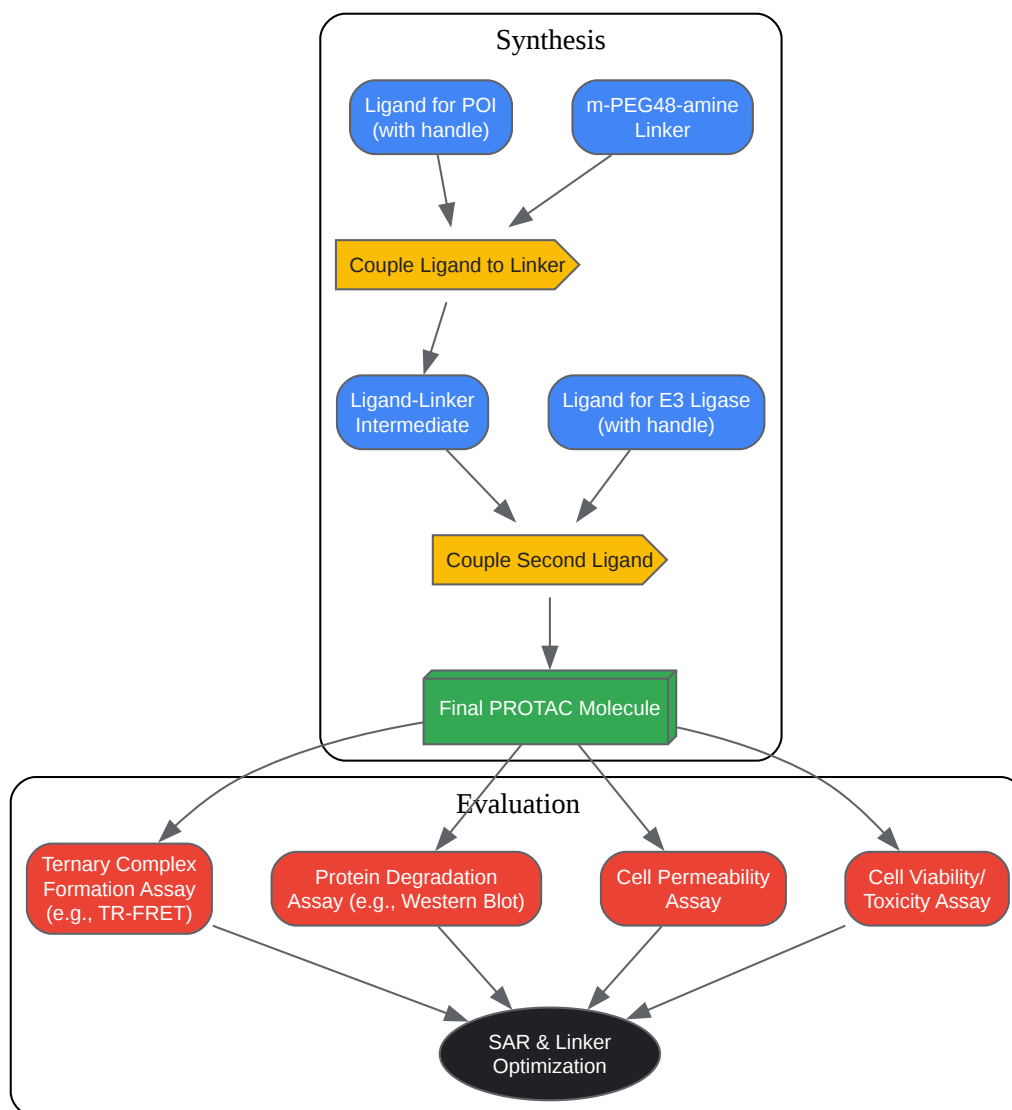 Synthesis
Ligand for POI
(with handle)
m-PEG48-amine
Linker
Couple Ligand to Linker
Ligand-Linker
Intermediate
Ligand for E3 Ligase
(with handle)
Couple Second Ligand
Final PROTAC Molecule
Evaluation
Ternary Complex
Formation Assay
(e.g., TR-FRET)
Protein Degradation
Assay (e.g., Western Blot)
Cell Permeability
Assay
Cell Viability/
Toxicity Assay
SAR & Linker
Optimization